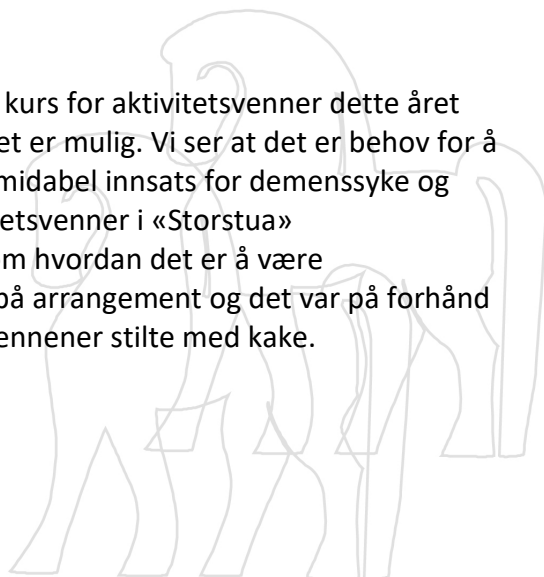 kurs for aktivitetsvenner dette året
et er mulig. Vi ser at det er behov for å
midabel innsats for demenssyke og
etsvenner i «Storstua»
om hvordan det er å være
på arrangement og det var på forhånd
ennener stilte med kake.